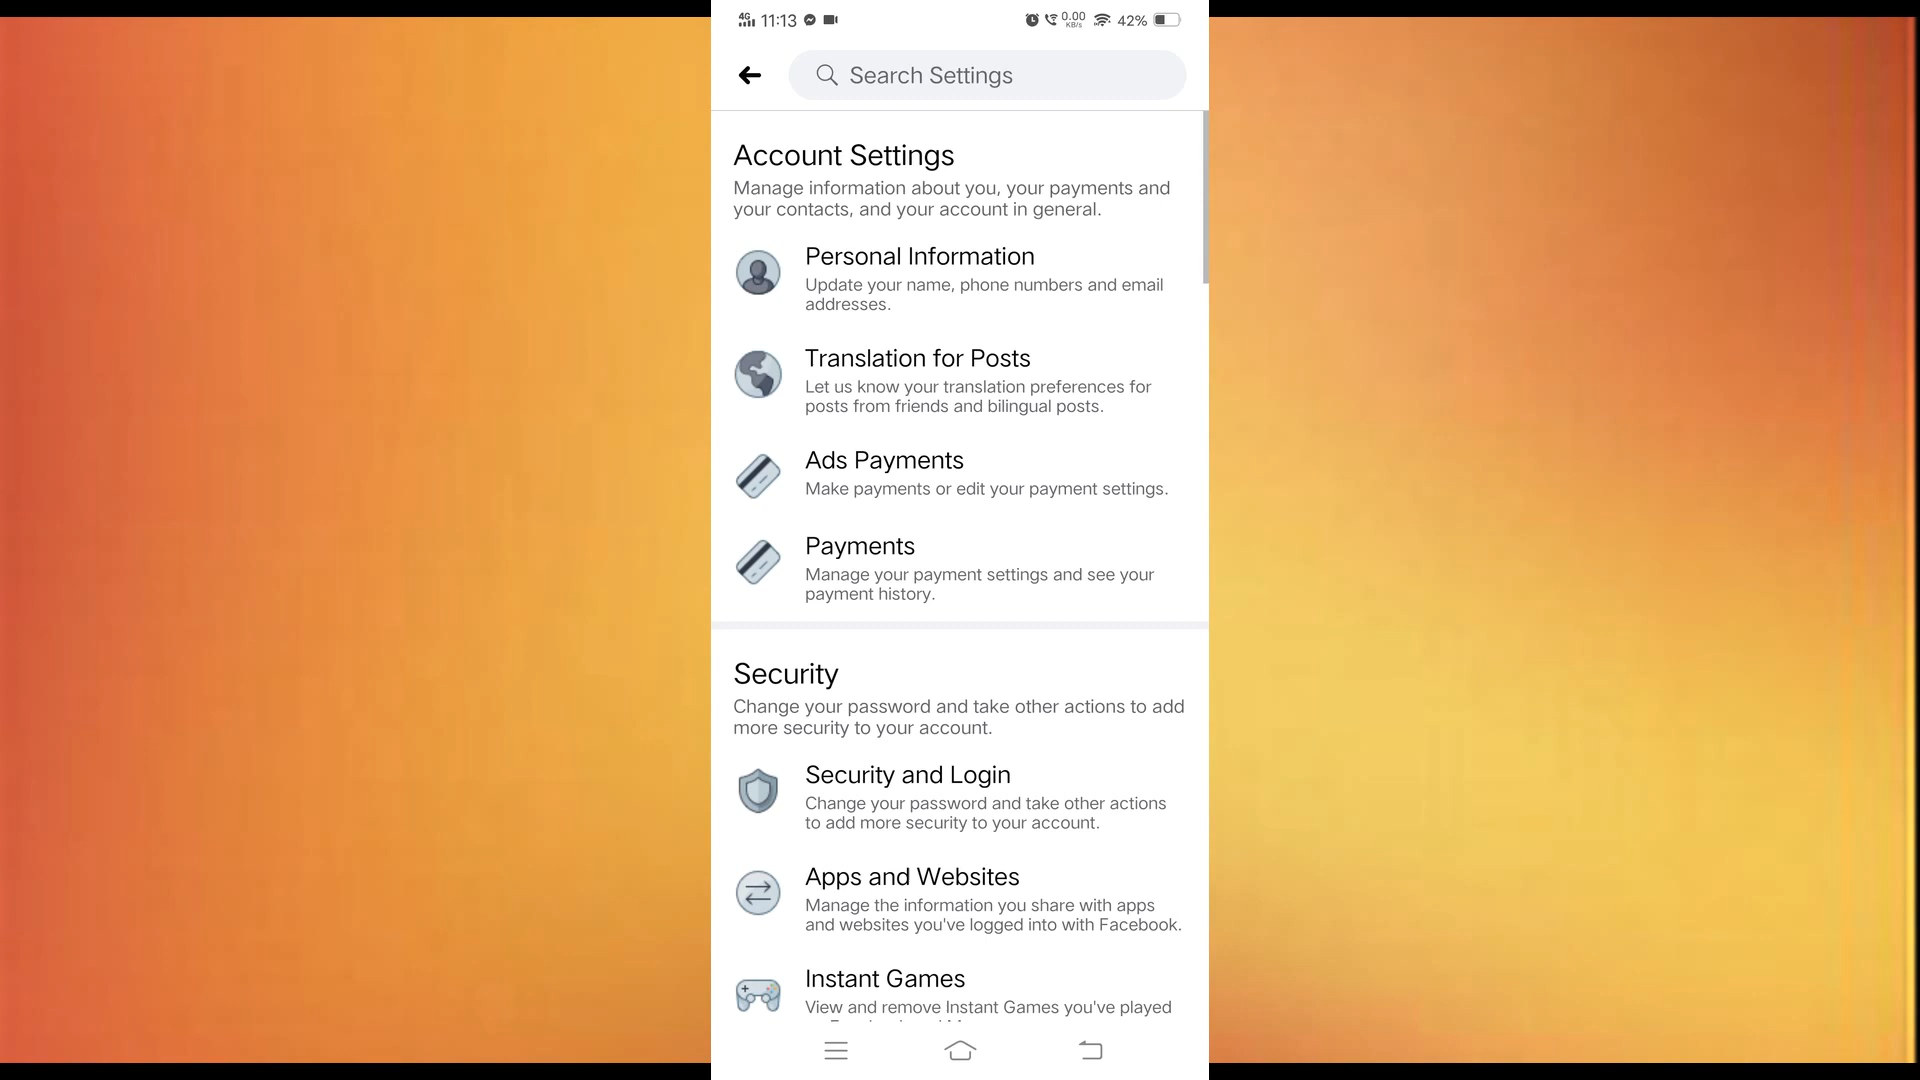 4G 11:13 0.00 KB/s 42%
Search Settings
Account Settings
Manage information about you, your payments and
your contacts, and your account in general.
Personal Information
Update your name, phone numbers and email
addresses.
Translation for Posts
Let us know your translation preferences for
posts from friends and bilingual posts.
Ads Payments
Make payments or edit your payment settings.
Payments
Manage your payment settings and see your
payment history.
Security
Change your password and take other actions to add
more security to your account.
Security and Login
Change your password and take other actions
to add more security to your account.
Apps and Websites
Manage the information you share with apps
and websites you've logged into with Facebook.
Instant Games
View and remove Instant Games you've played